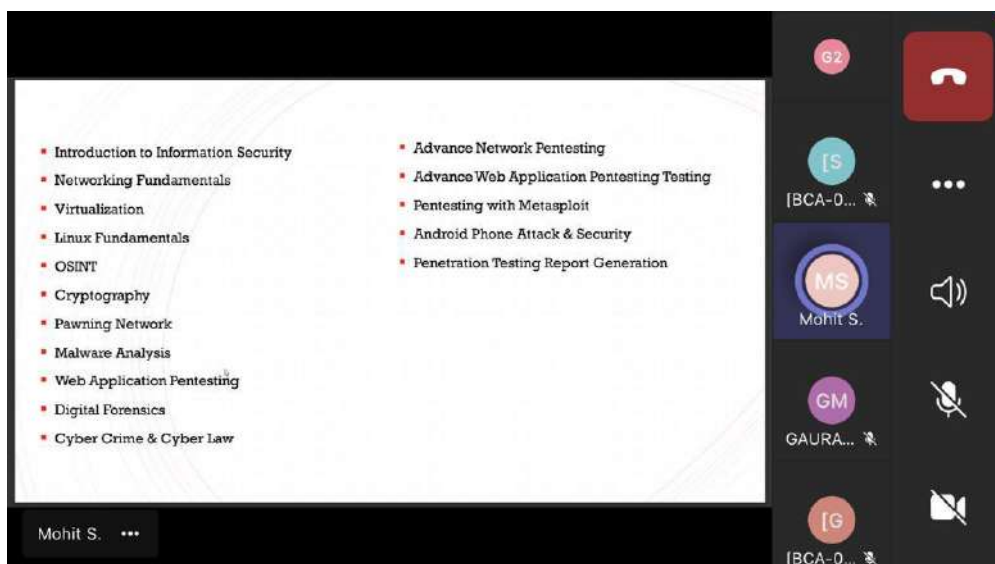 Introduction to Information Security
Networking Fundamentals
Virtualization
Linux Fundamentals
OSINT
Cryptography
Pawning Network
Malware Analysis
Web Application Pentesting
Digital Forensics
Cyber Crime & Cyber Law
Advance Network Pentesting
Advance Web Application Pentesting Testing
Pentesting with Metasploit
Android Phone Attack & Security
Penetration Testing Report Generation
Mohit S.
G2
[S
[BCA-0...
MS
Mohit S.
GM
GAURA...
[G
[BCA-0...